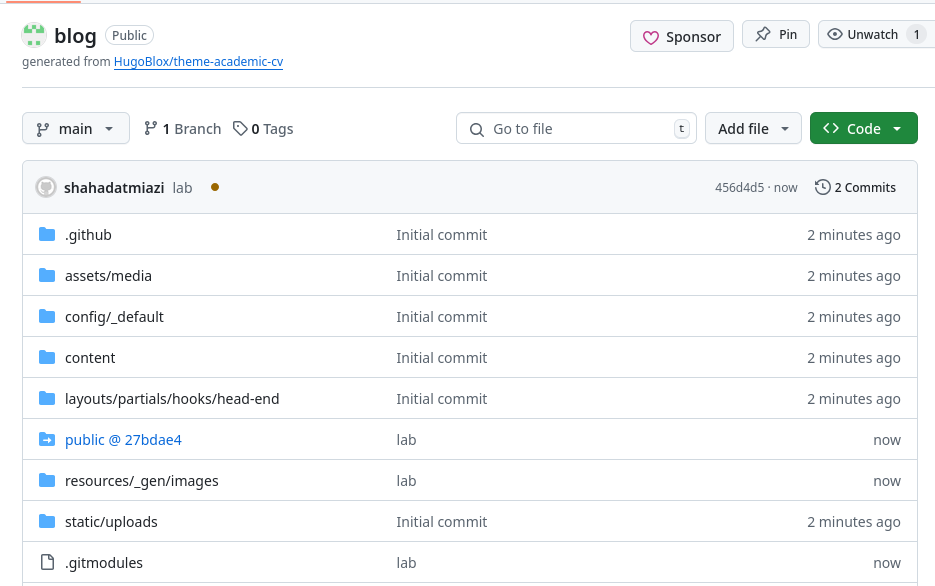 blog Public Sponsor Pin Unwatch 1
generated from HugoBlox/theme-academic-cv
main 1 Branch 0 Tags Go to file t Add file Code
shahadatmiazi lab 456d4d5 · now 2 Commits
.github Initial commit 2 minutes ago
assets/media Initial commit 2 minutes ago
config/_default Initial commit 2 minutes ago
content Initial commit 2 minutes ago
layouts/partials/hooks/head-end Initial commit 2 minutes ago
public @ 27bdae4 lab now
resources/_gen/images lab now
static/uploads Initial commit 2 minutes ago
.gitmodules lab now